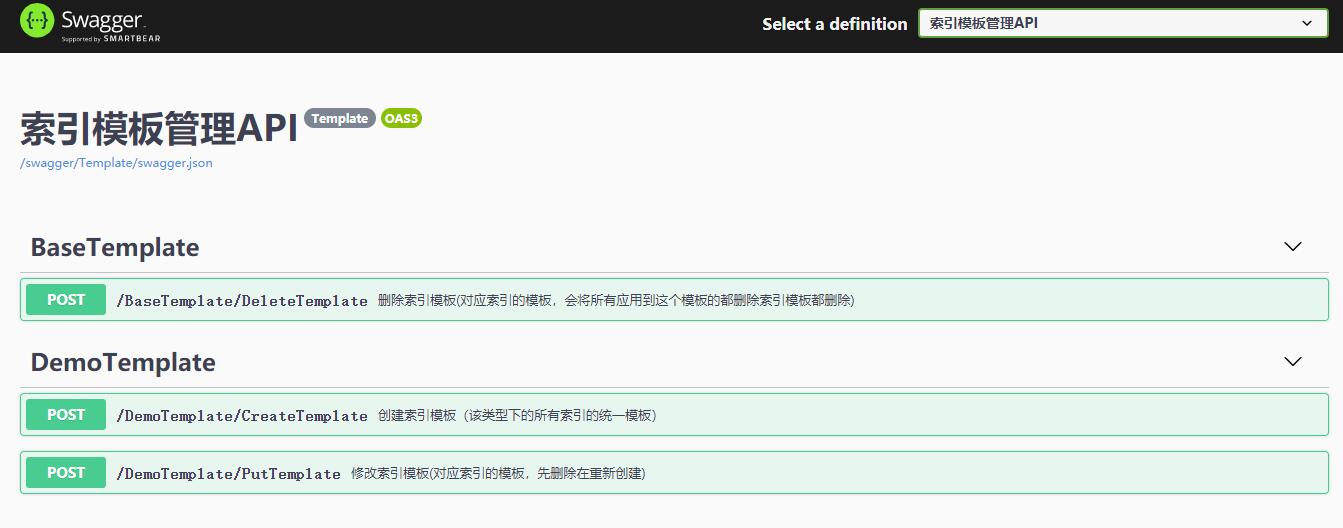 Swagger
Supported by SMARTBEAR
Select a definition
索引模板管理API
索引模板管理API Template OAS3
/swagger/Template/swagger.json
BaseTemplate
POST /BaseTemplate/DeleteTemplate 删除索引模板(对应索引的模板，会将所有应用到这个模板的都删除索引模板都删除)
DemoTemplate
POST /DemoTemplate/CreateTemplate 创建索引模板（该类型下的所有索引的统一模板）
POST /DemoTemplate/PutTemplate 修改索引模板(对应索引的模板，先删除在重新创建)